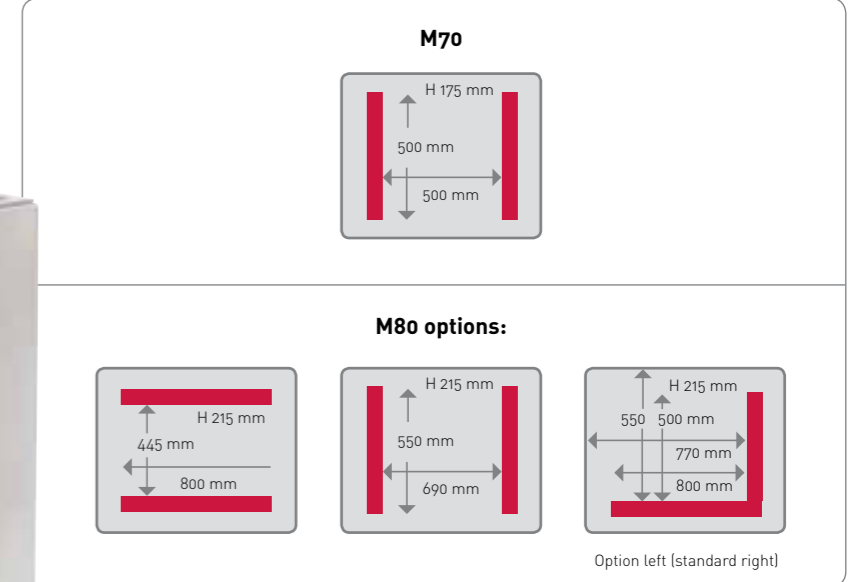 M70
H 175 mm
500 mm
500 mm
M80 options:
H 215 mm
445 mm
800 mm
H 215 mm
550 mm
690 mm
H 215 mm
550 500 mm
770 mm
800 mm
Option left (standard right)